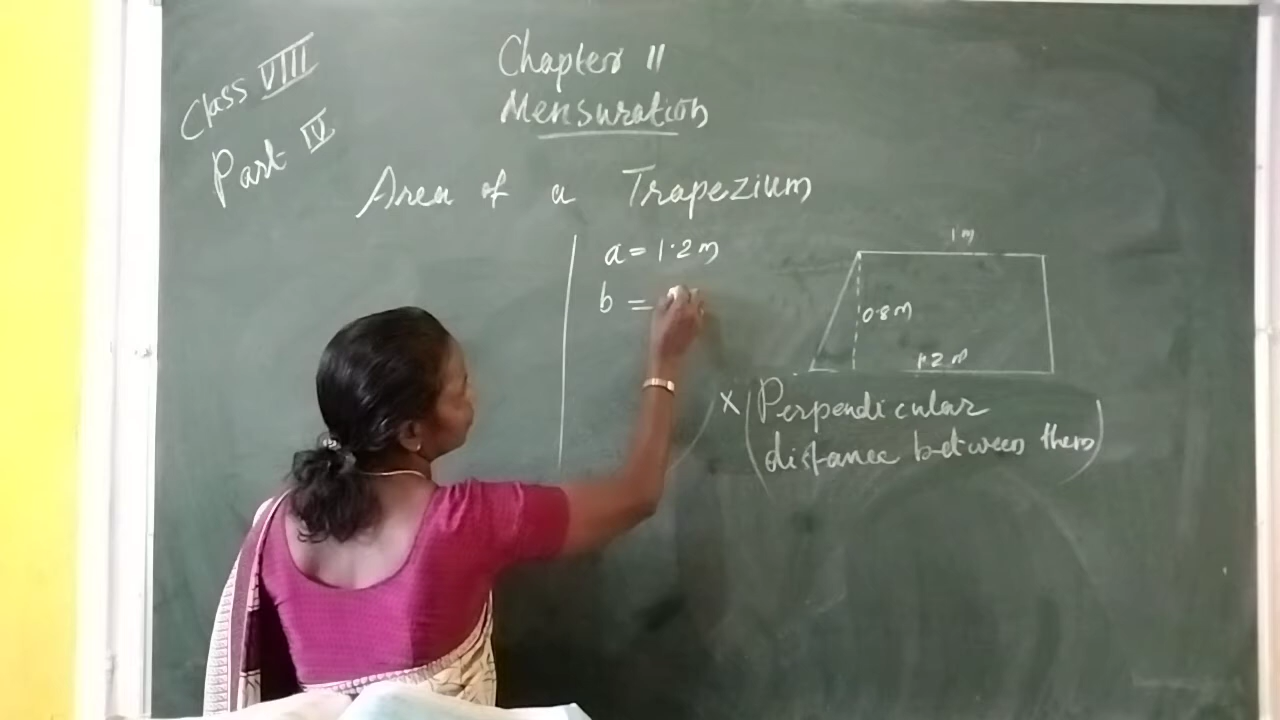 Class VIII
Part IV
Chapter 11
Mensuration
Area of a Trapezium
a = 1.2 m
b =
1 m
0.8 m
1.2 m
× (Perpendicular
distance between them)